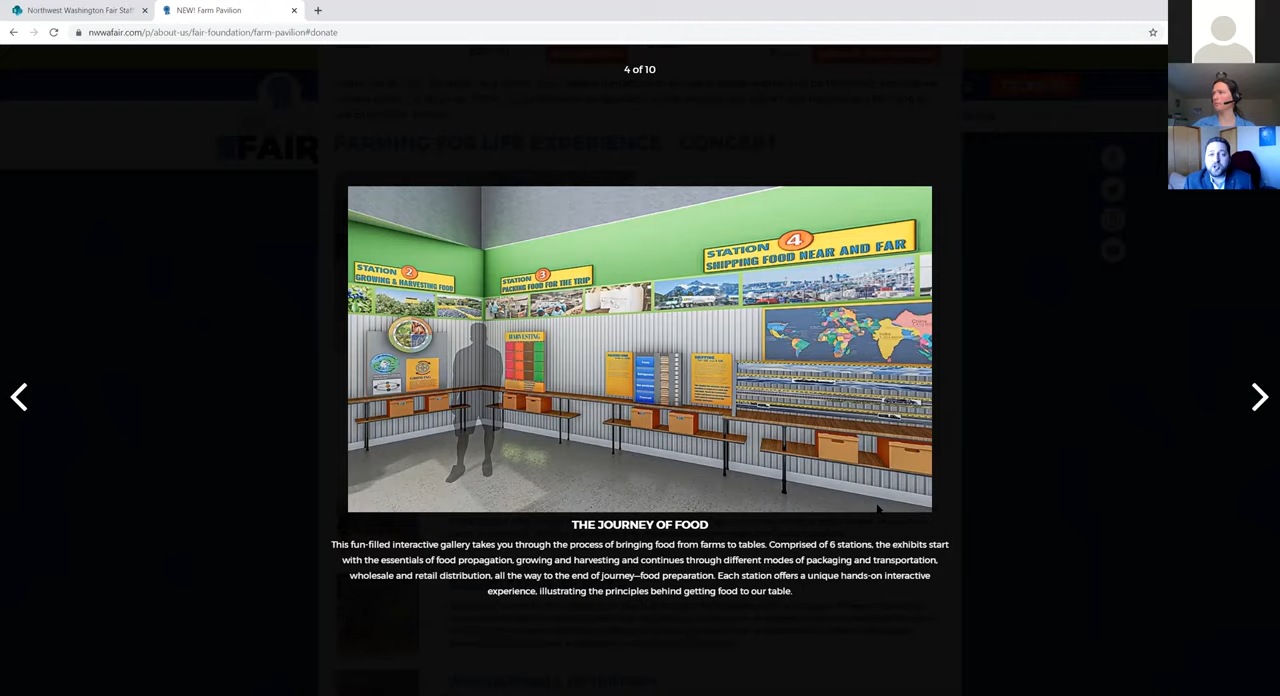 Northwest Washington Fair Staff
NEW! Farm Pavilion
nwwafair.com/p/about-us/fair-foundation/farm-pavilion#donate
4 of 10
FAIR
FARMING FOR LIFE EXPERIENCE CONCEPT
STATION 2
GROWING & HARVESTING FOOD
STATION 3
PACKING FOOD FOR THE TRIP
STATION 4
SHIPPING FOOD NEAR AND FAR
HARVESTING
THE JOURNEY OF FOOD
This fun-filled interactive gallery takes you through the process of bringing food from farms to tables. Comprised of 6 stations, the exhibits start
with the essentials of food propagation, growing and harvesting and continues through different modes of packaging and transportation,
wholesale and retail distribution, all the way to the end of journey—food preparation. Each station offers a unique hands-on interactive
experience, illustrating the principles behind getting food to our table.